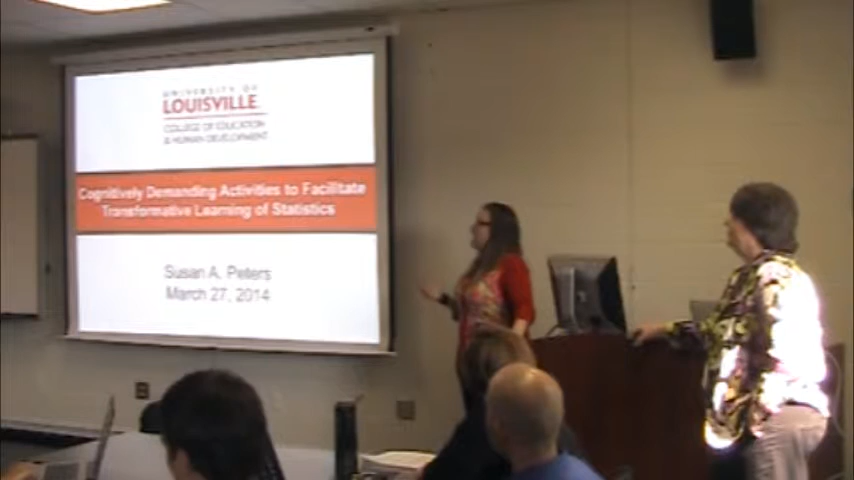 UNIVERSITY OF
LOUISVILLE
COLLEGE OF EDUCATION
& HUMAN DEVELOPMENT
Cognitively Demanding Activities to Facilitate
Transformative Learning of Statistics
Susan A. Peters
March 27, 2014